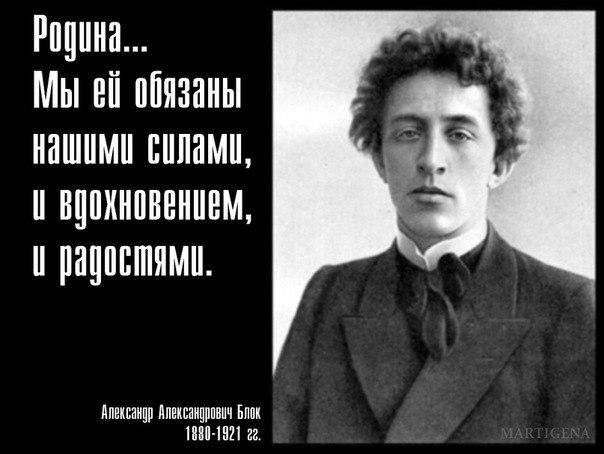 Родина...
Мы ей обязаны
нашими силами,
и вдохновением,
и радостями.
Александр Александрович Блок
1880-1921 гг.
MARTIGENA